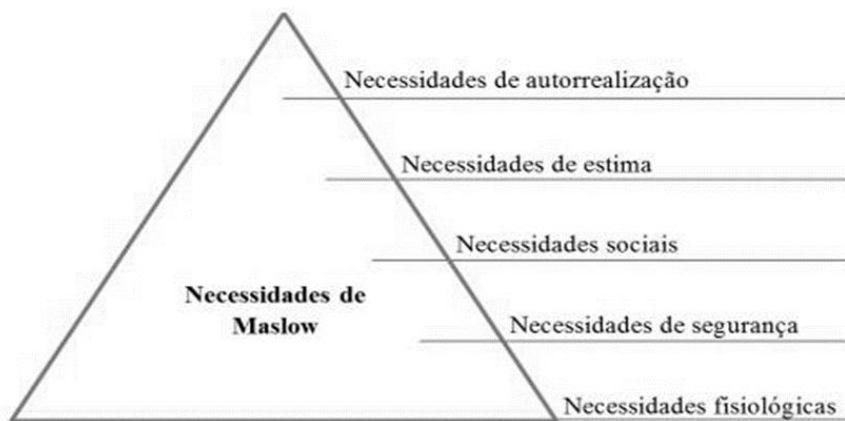 Necessidades de autorrealização
Necessidades de estima
Necessidades sociais
Necessidades de
Maslow
Necessidades de segurança
Necessidades fisiológicas